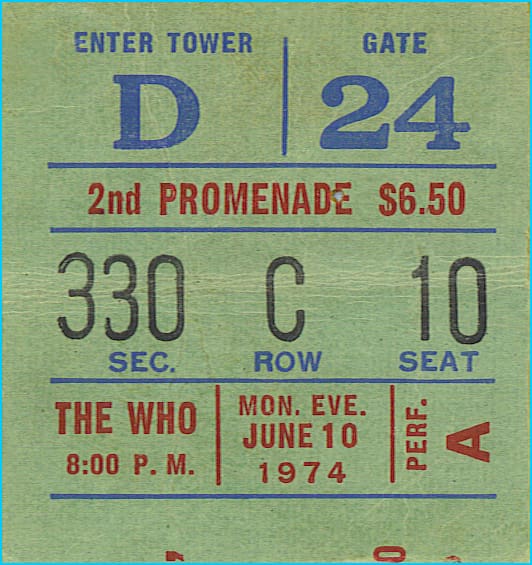 ENTER TOWER GATE
D 24
2nd PROMENADE $6.50
330 C 10
SEC. ROW SEAT
THE WHO
8:00 P. M.
MON. EVE.
JUNE 10
1974
PERF.
A